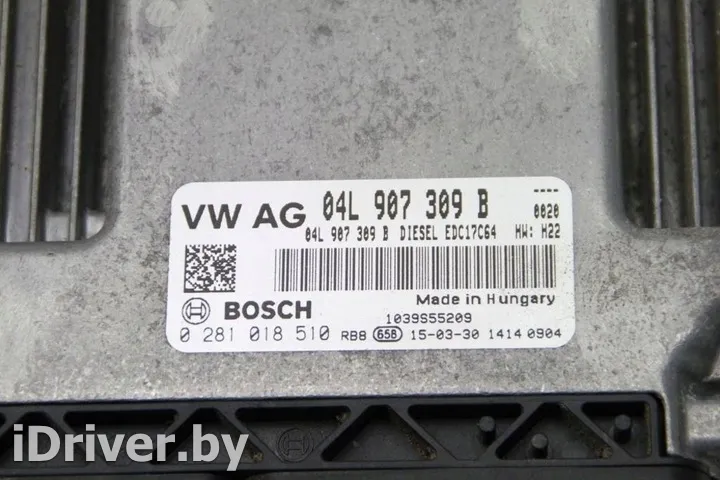 VW AG 04L 907 309 B ----
0020
04L 907 309 B DIESEL EDC17C64 HW: H22
BOSCH Made in Hungary
1039S55209
0 281 018 510 RBB 658 15-03-30 1414 0904
iDriver.by